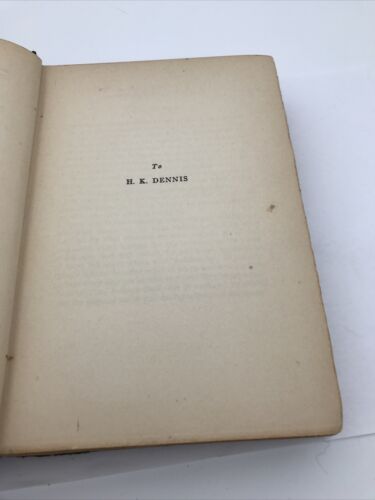 To
H. K. DENNIS